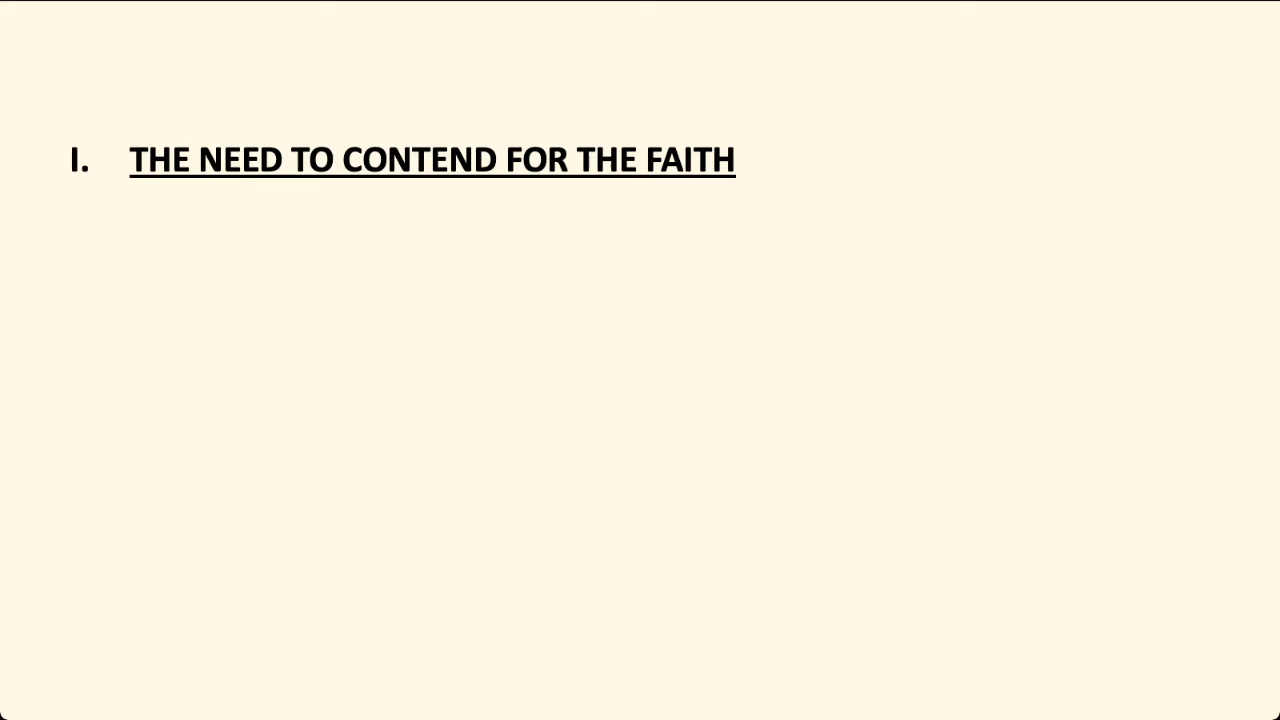 I. THE NEED TO CONTEND FOR THE FAITH